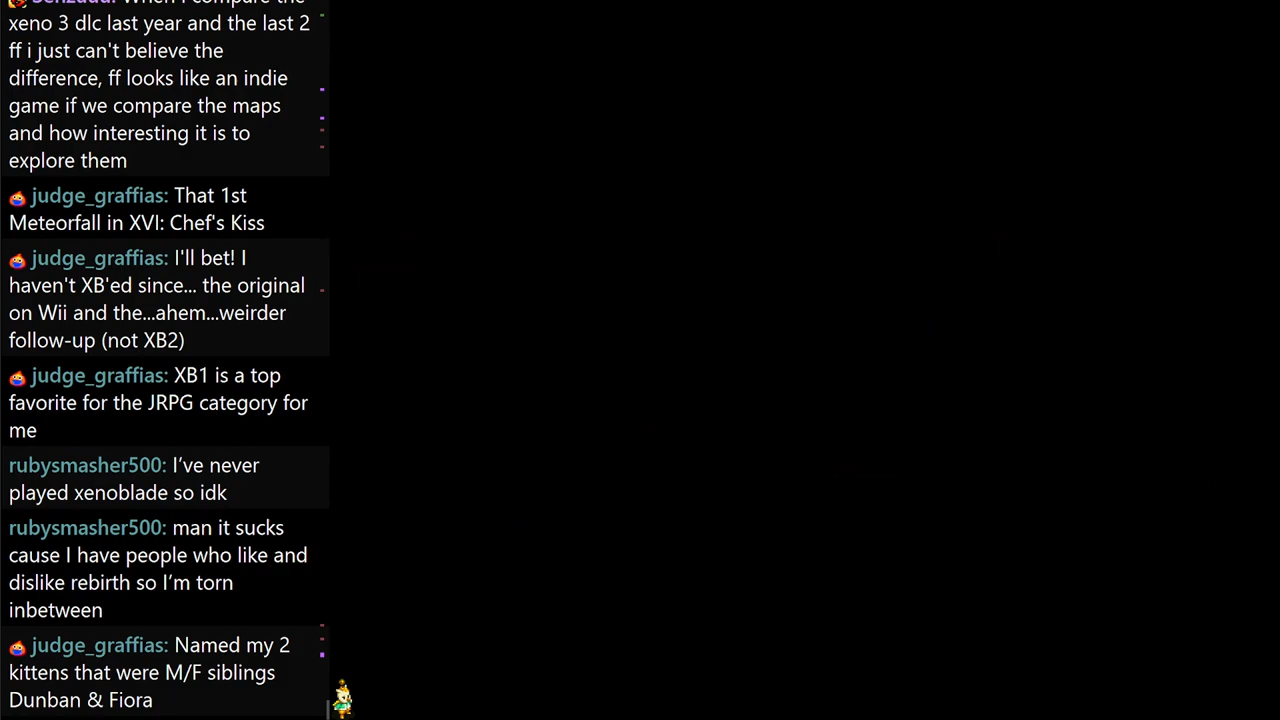 xeno 3 dlc last year and the last 2
ff i just can't believe the
difference, ff looks like an indie
game if we compare the maps
and how interesting it is to
explore them
judge_graffias: That 1st
Meteorfall in XVI: Chef's Kiss
judge_graffias: I'll bet! I
haven't XB'ed since... the original
on Wii and the...ahem...weirder
follow-up (not XB2)
judge_graffias: XB1 is a top
favorite for the JRPG category for
me
rubysmasher500: I’ve never
played xenoblade so idk
rubysmasher500: man it sucks
cause I have people who like and
dislike rebirth so I’m torn
inbetween
judge_graffias: Named my 2
kittens that were M/F siblings
Dunban & Fiora